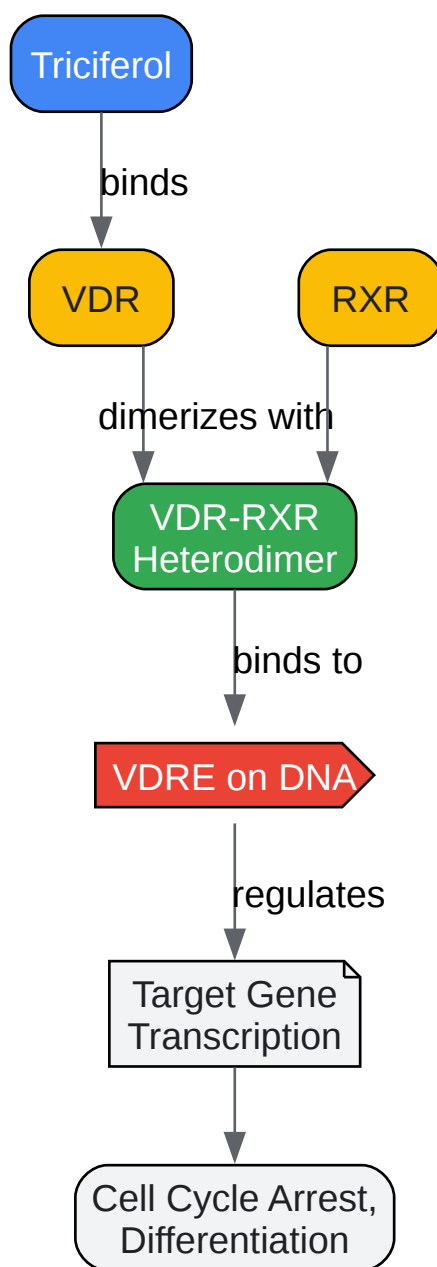 Triciferol
binds
VDR
RXR
dimerizes with
VDR-RXR
Heterodimer
binds to
VDRE on DNA
regulates
Target Gene
Transcription
Cell Cycle Arrest,
Differentiation